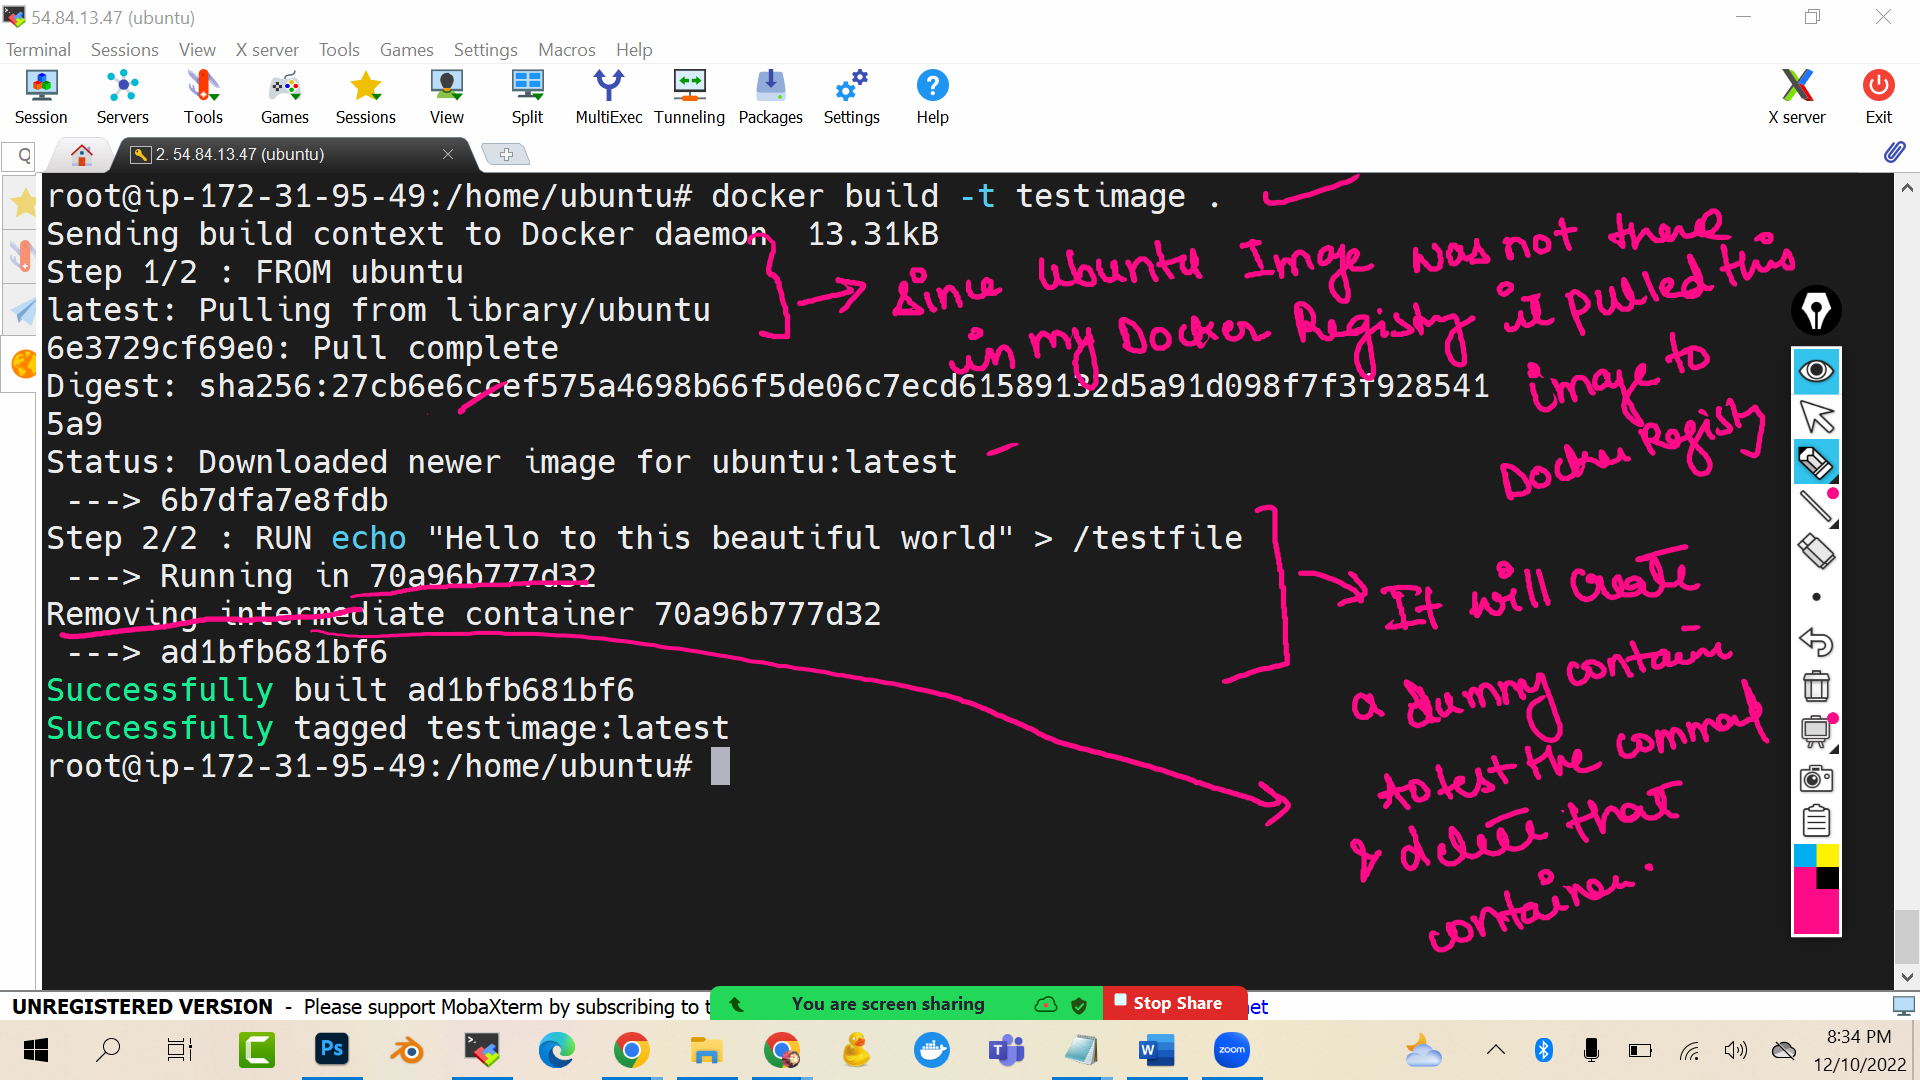 54.84.13.47 (ubuntu)
Terminal Sessions View X server Tools Games Settings Macros Help
Session Servers Tools Games Sessions View Split MultiExec Tunneling Packages Settings Help X server Exit
2. 54.84.13.47 (ubuntu)
root@ip-172-31-95-49:/home/ubuntu# docker build -t testimage .
Sending build context to Docker daemon 13.31kB
Step 1/2 : FROM ubuntu
latest: Pulling from library/ubuntu
6e3729cf69e0: Pull complete
Digest: sha256:27cb6e6ccef575a4698b66f5de06c7ecd61589132d5a91d098f7f3f928541
5a9
Status: Downloaded newer image for ubuntu:latest
---> 6b7dfa7e8fdb
Step 2/2 : RUN echo "Hello to this beautiful world" > /testfile
---> Running in 70a96b777d32
Removing intermediate container 70a96b777d32
---> ad1bfb681bf6
Successfully built ad1bfb681bf6
Successfully tagged testimage:latest
root@ip-172-31-95-49:/home/ubuntu#
since ubuntu Image was not there
in my Docker Registry it pulled this
image to
Docker Registry
It will create
a dummy
to test the
& delete that
container.
UNREGISTERED VERSION - Please support MobaXterm by subscribing to
You are screen sharing Stop Share
Ps
W
zoom
8:34 PM
12/10/2022